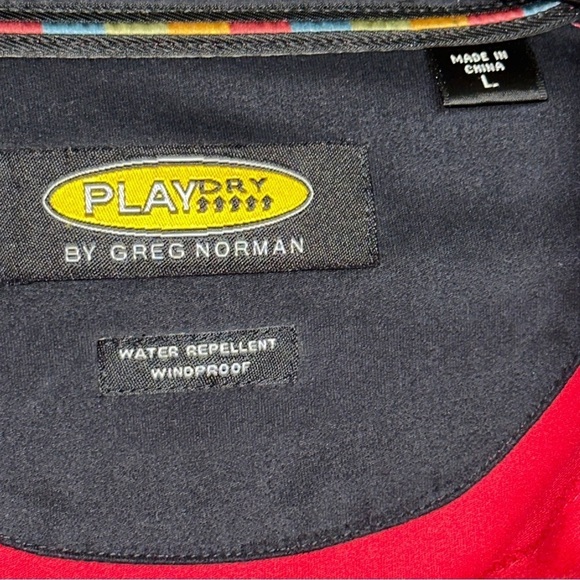 MADE IN
CHINA
L
PLAYDRY
BY GREG NORMAN
WATER REPELLENT
WINDPROOF